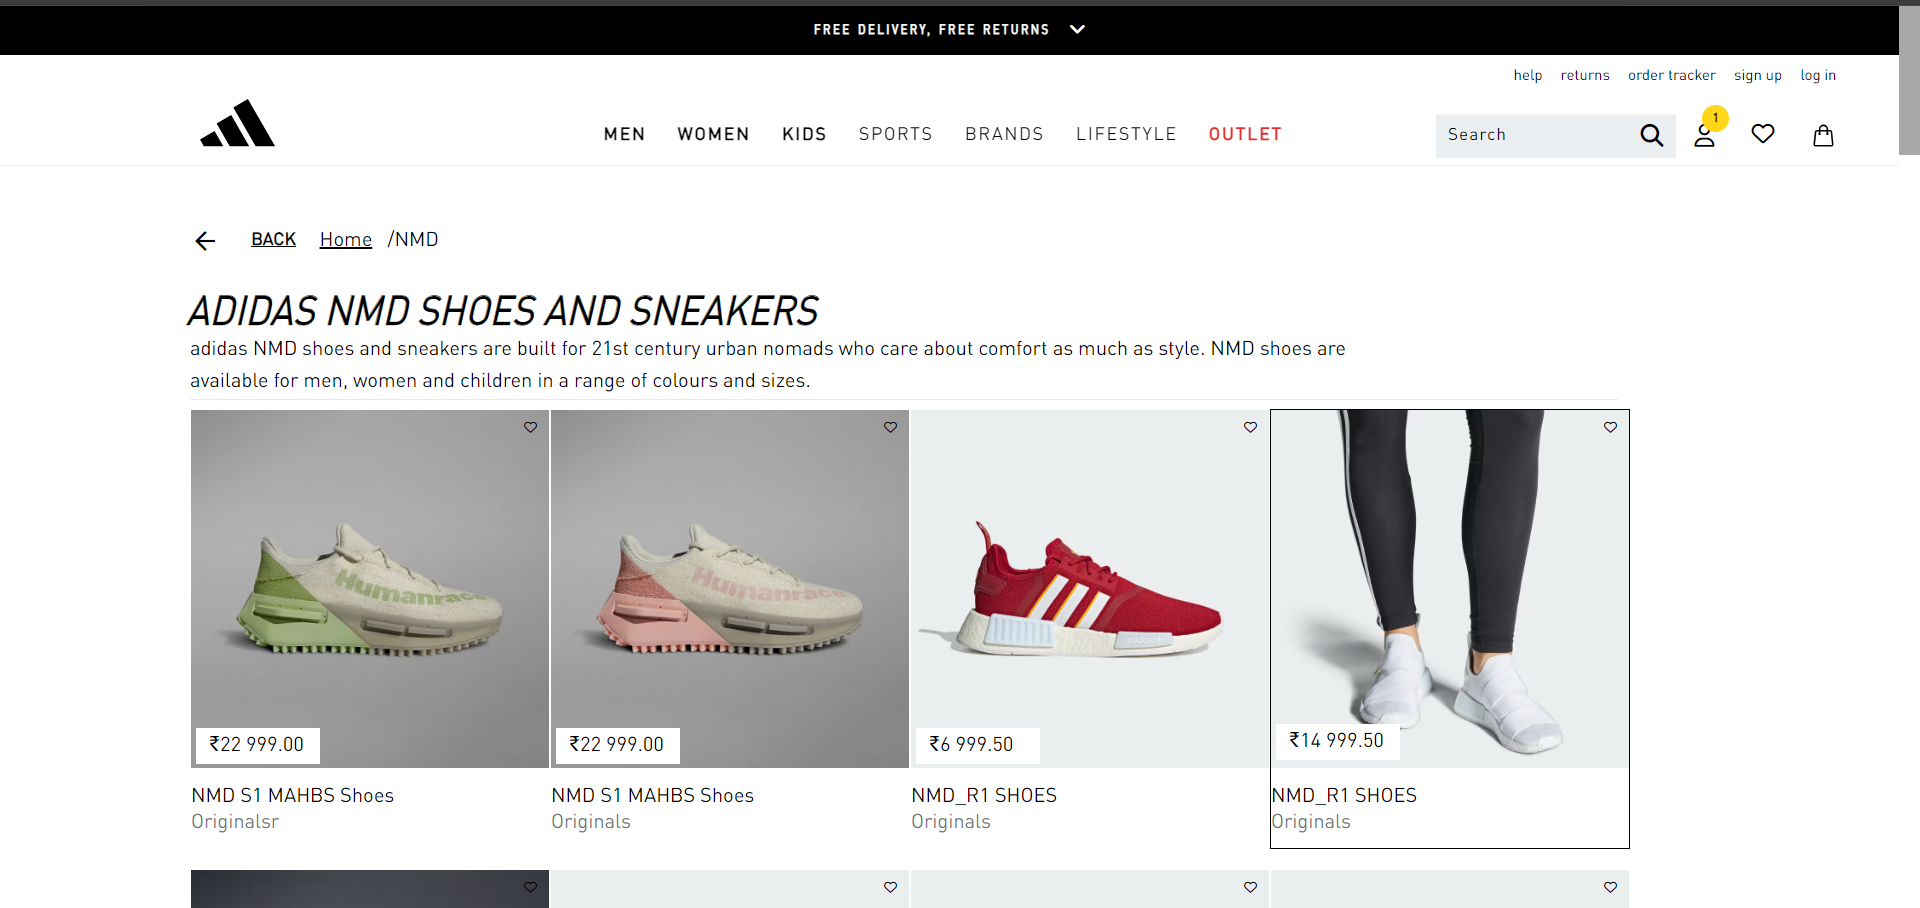 FREE DELIVERY, FREE RETURNS
help returns order tracker sign up log in
MEN WOMEN KIDS SPORTS BRANDS LIFESTYLE OUTLET
Search
1
BACK Home /NMD
ADIDAS NMD SHOES AND SNEAKERS
adidas NMD shoes and sneakers are built for 21st century urban nomads who care about comfort as much as style. NMD shoes are
available for men, women and children in a range of colours and sizes.
Humanrace
Humanrace
adidas
₹22 999.00
₹22 999.00
₹6 999.50
₹14 999.50
NMD S1 MAHBS Shoes
Originalsr
NMD S1 MAHBS Shoes
Originals
NMD_R1 SHOES
Originals
NMD_R1 SHOES
Originals